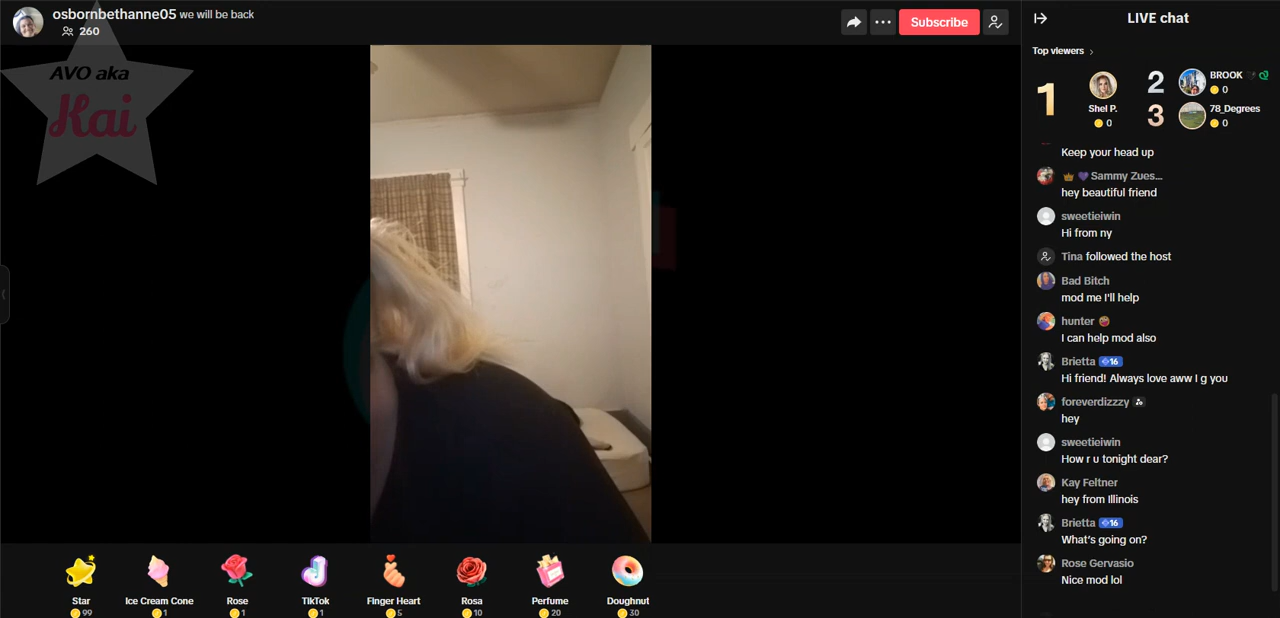 osbornbethanne05 we will be back
260
Subscribe
AVO aka
Kai
LIVE chat
Top viewers
1
Shel P.
0
2
BROOK
0
3
78_Degrees
0
Keep your head up
Sammy Zues...
hey beautiful friend
sweetieiwin
Hi from ny
Tina followed the host
Bad Bitch
mod me I'll help
hunter
I can help mod also
Brietta 16
Hi friend! Always love aww I g you
foreverdizzzy
hey
sweetieiwin
How r u tonight dear?
Kay Feltner
hey from Illinois
Brietta 16
What's going on?
Rose Gervasio
Nice mod lol
Star
99
Ice Cream Cone
1
Rose
1
TikTok
1
Finger Heart
5
Rosa
10
Perfume
20
Doughnut
30